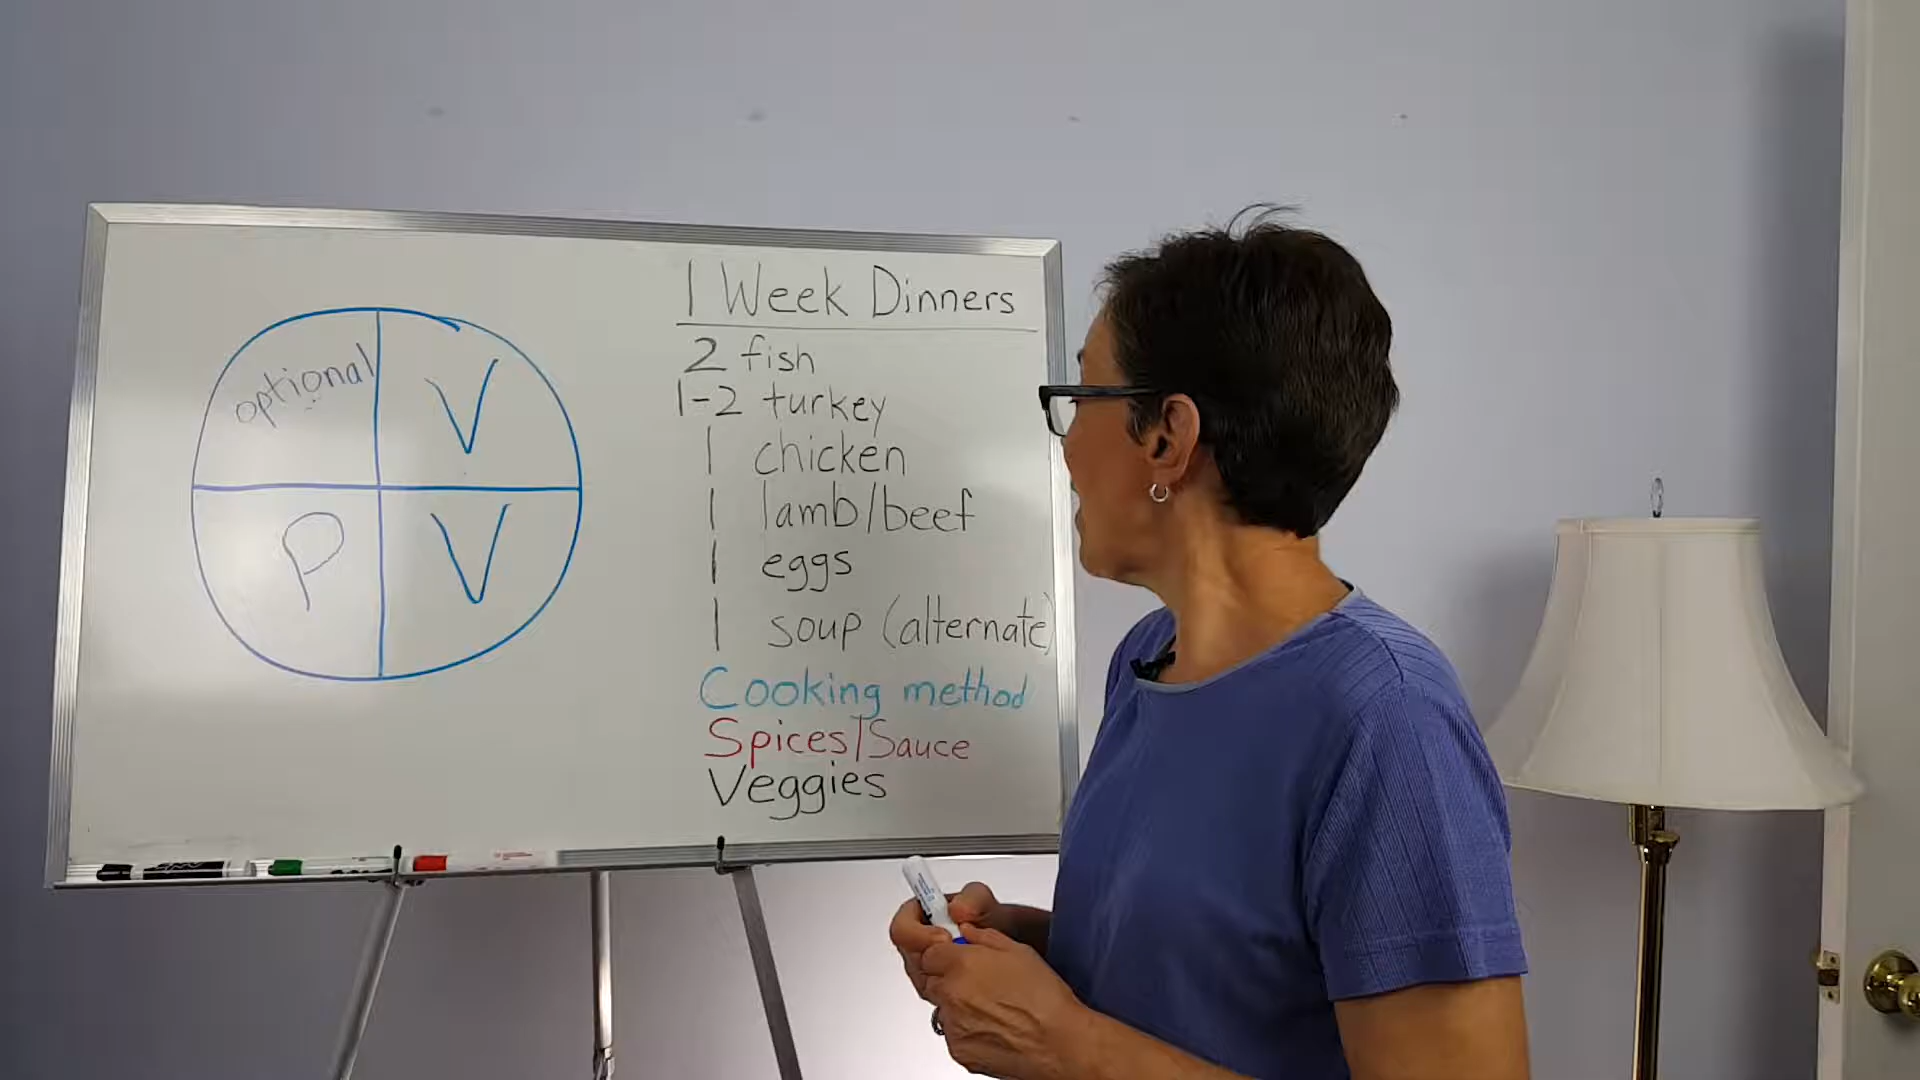 1 Week Dinners
2 fish
1-2 turkey
1 chicken
1 lamb/beef
1 eggs
1 soup (alternate)
Cooking method
Spices/Sauce
Veggies
optional
V
P
V